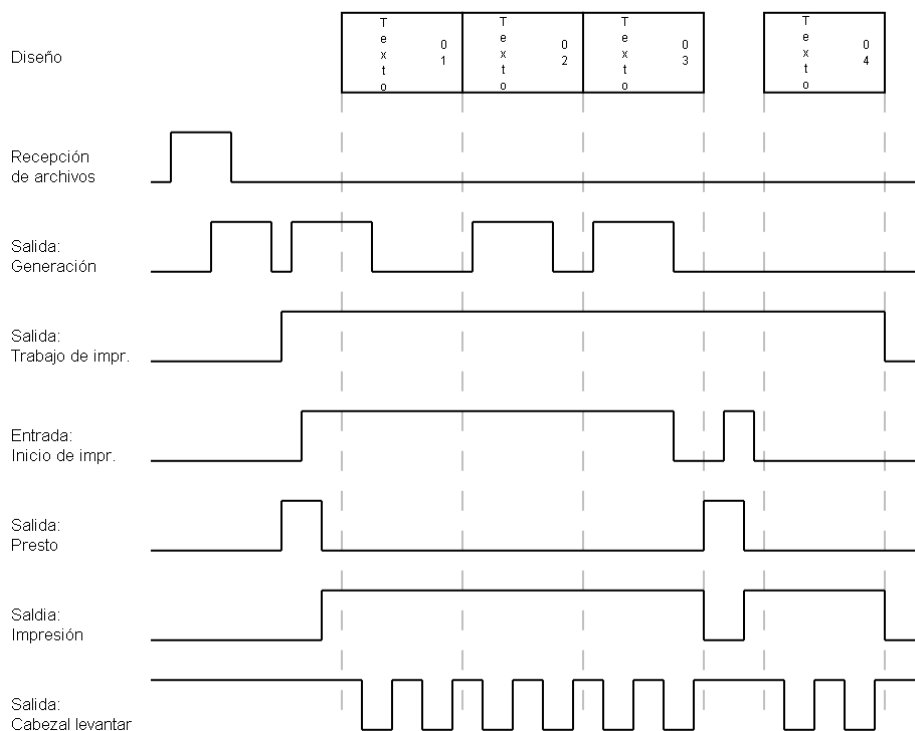 Diseño
Texto 01
Texto 02
Texto 03
Texto 04
Recepción
de archivos
Salida:
Generación
Salida:
Trabajo de impr.
Entrada:
Inicio de impr.
Salida:
Presto
Saldia:
Impresión
Salida:
Cabezal levantar